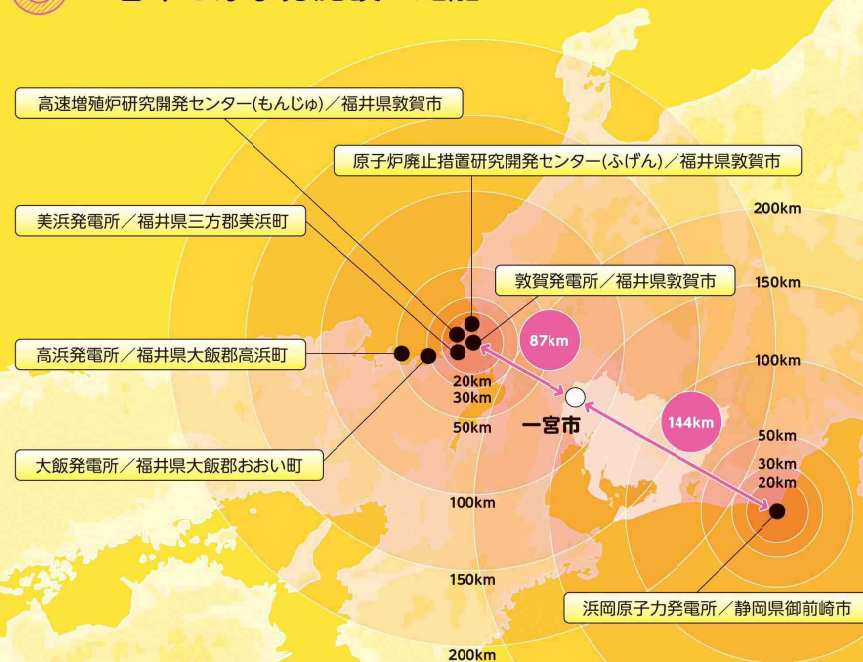 高速増殖炉研究開発センター(もんじゅ)／福井県敦賀市
原子炉廃止措置研究開発センター(ふげん)／福井県敦賀市
美浜発電所／福井県三方郡美浜町
200km
敦賀発電所／福井県敦賀市
150km
高浜発電所／福井県大飯郡高浜町
87km
100km
20km
30km
50km
一宮市
144km
50km
30km
20km
大飯発電所／福井県大飯郡おおい町
100km
150km
浜岡原子力発電所／静岡県御前崎市
200km